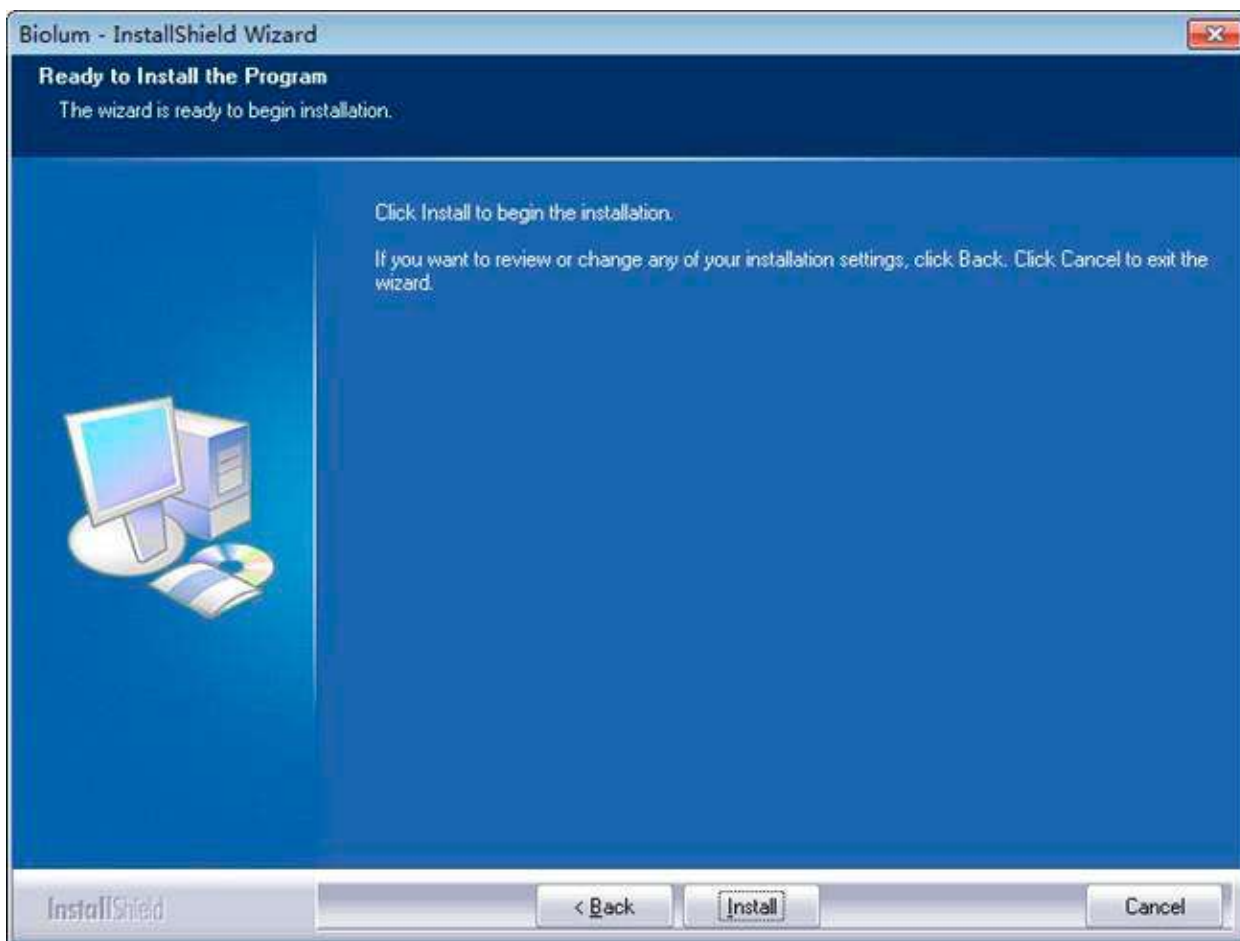 Biolum - InstallShield Wizard
Ready to Install the Program
The wizard is ready to begin installation.
Click Install to begin the installation.
If you want to review or change any of your installation settings, click Back. Click Cancel to exit the
wizard.
InstallShield
< Back
Install
Cancel